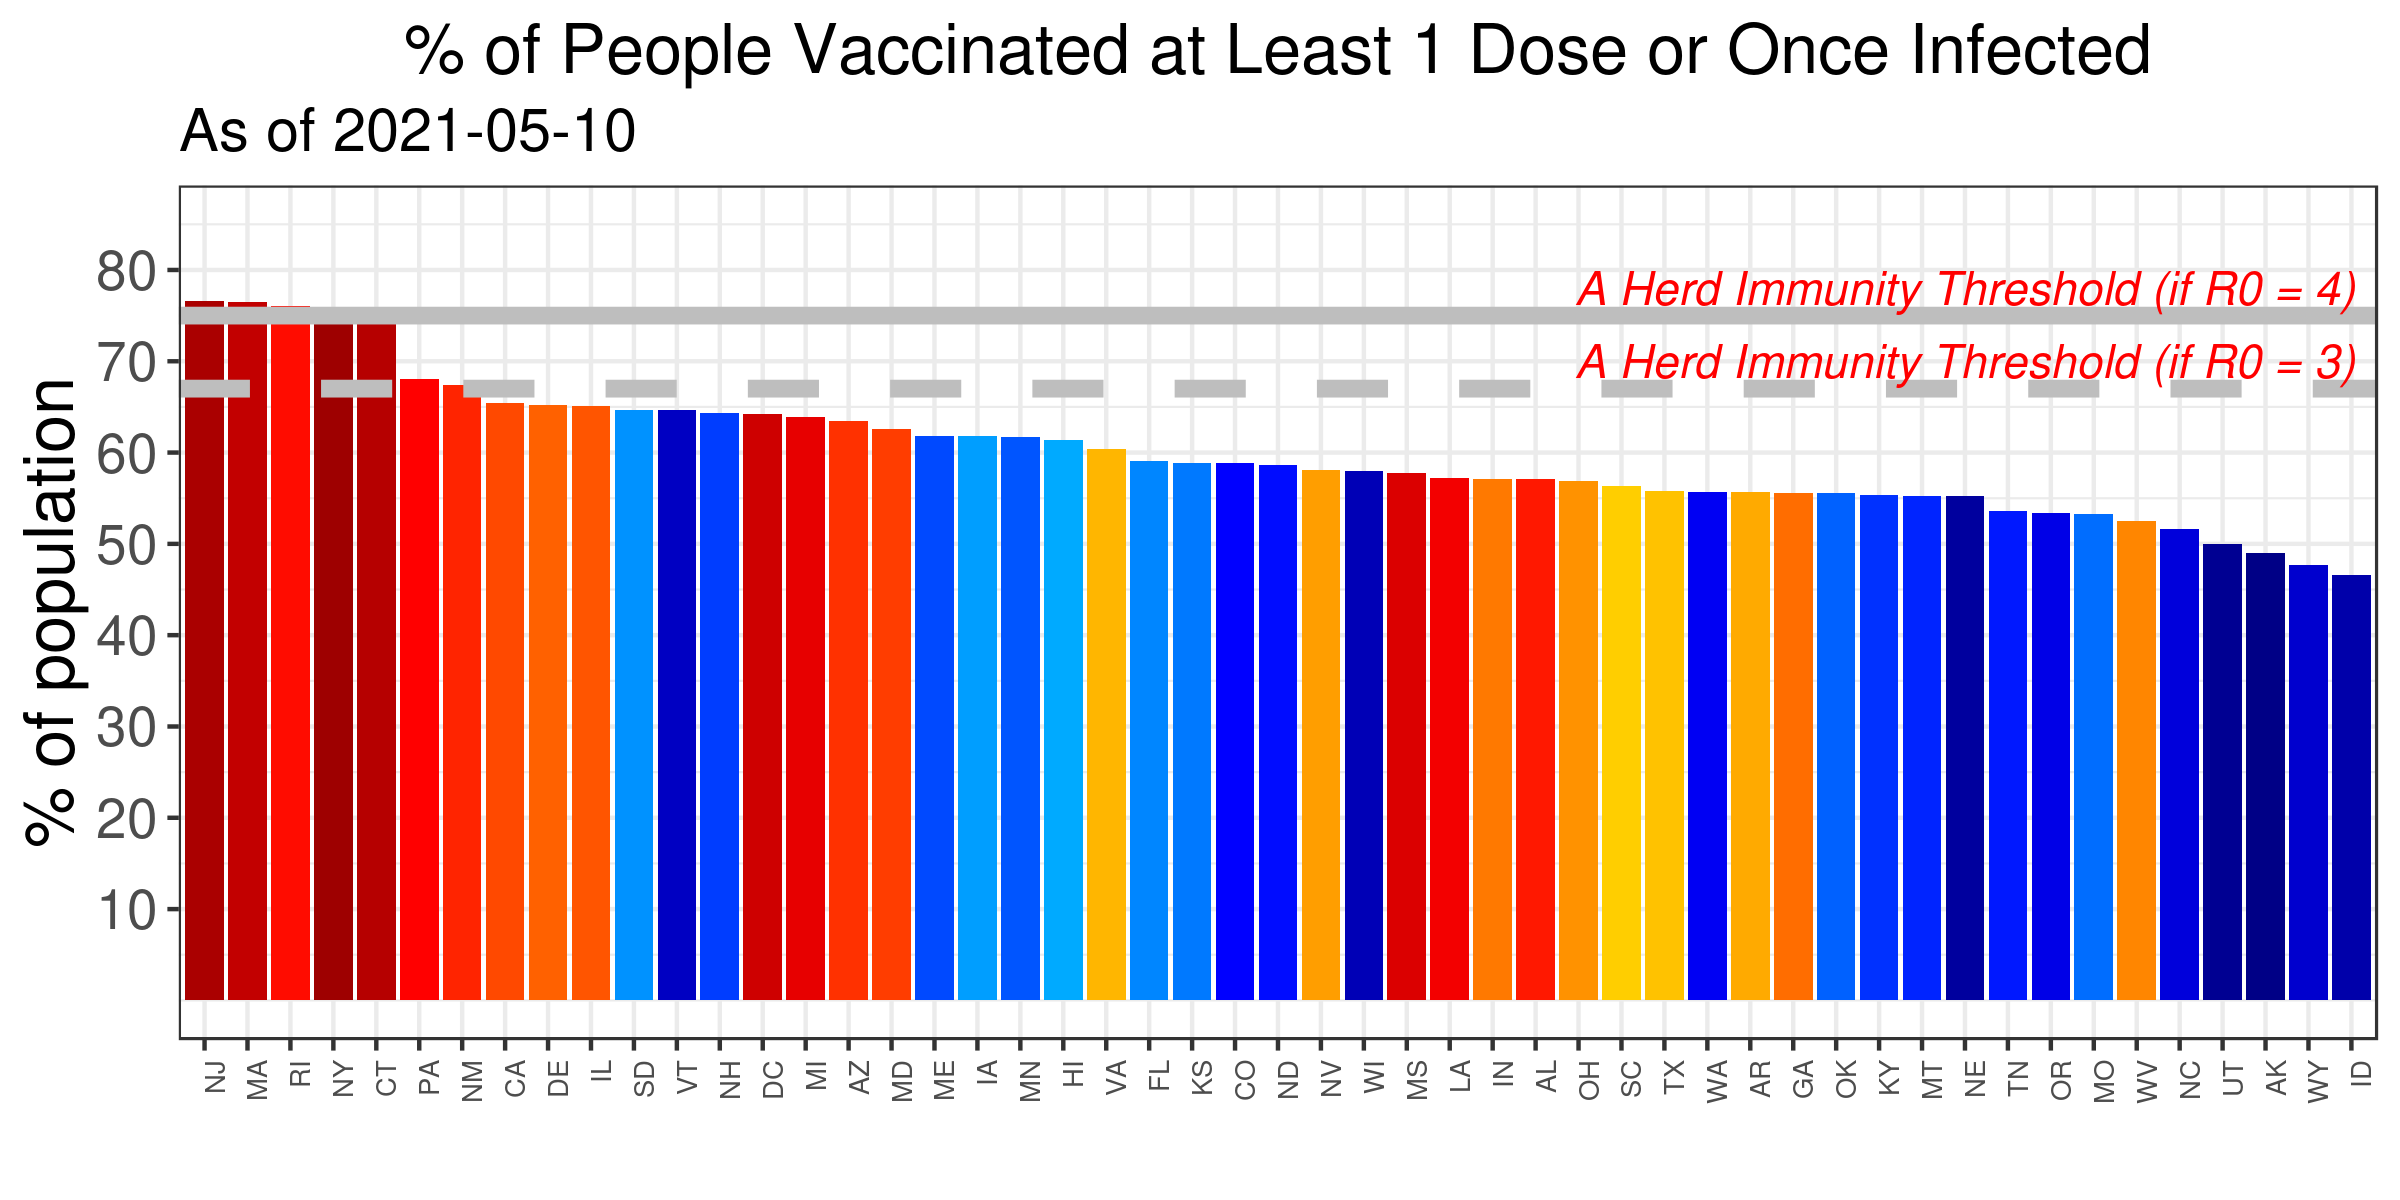 % of People Vaccinated at Least 1 Dose or Once Infected
As of 2021-05-10
% of population
80
70
60
50
40
30
20
10
A Herd Immunity Threshold (if R0 = 4)
A Herd Immunity Threshold (if R0 = 3)
NJ MA RI NY CT PA NM CA DE IL SD VT NH DC MI AZ MD ME IA MN HI VA FL KS CO ND NV WI MS LA IN AL OH SC TX WA AR GA OK KY MT NE TN OR MO WV NC UT AK WY ID